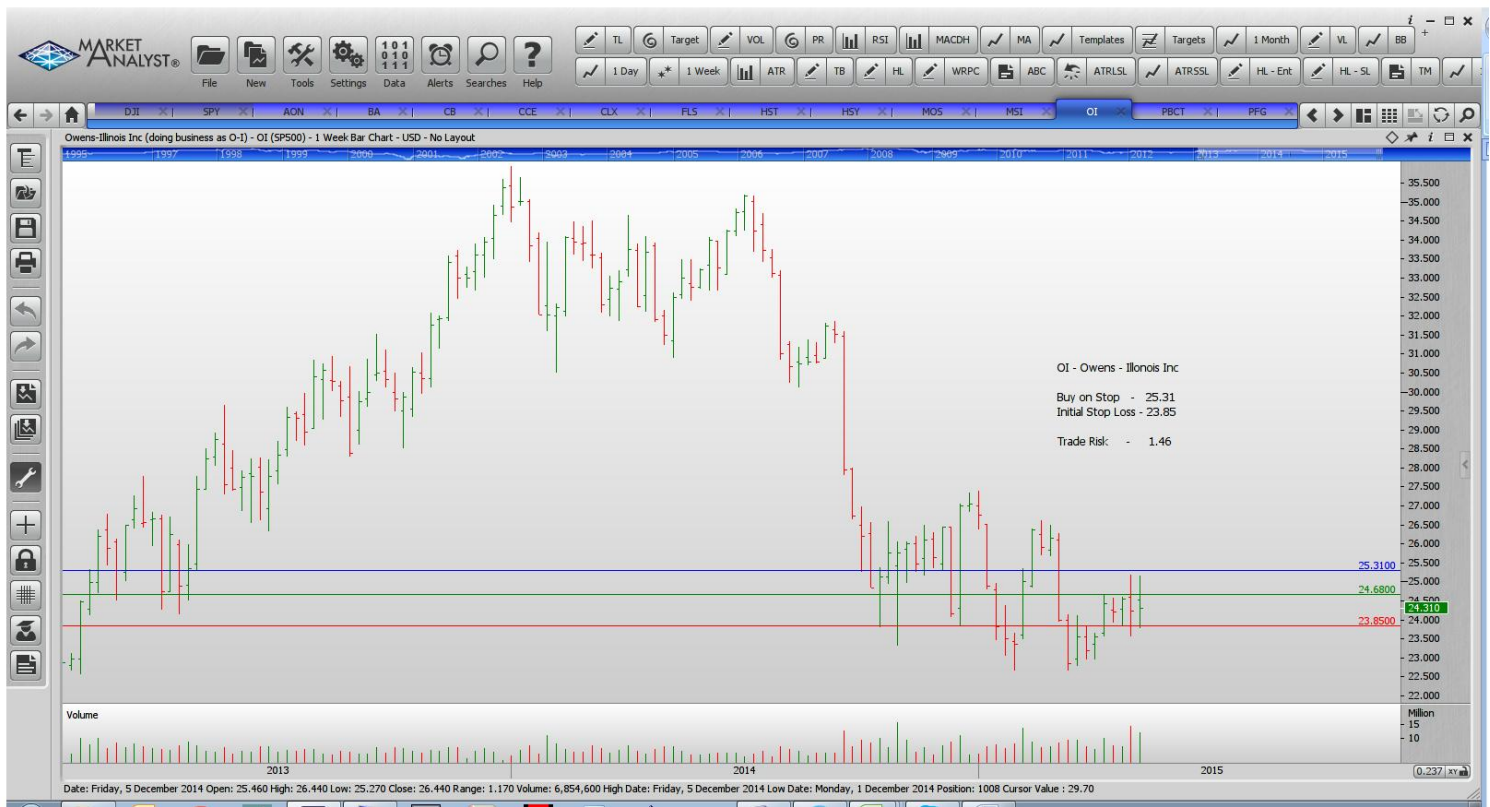 MARKET
ANALYST®
File New Tools Settings Data Alerts Searches Help
TL Target VOL PR RSI MACDH MA Templates Targets 1 Month VL BB
1 Day 1 Week ATR TB HL WRPC ABC ATRLSL ATRSSL HL - Ent HL - SL TM
DJI SPY AON BA CB CCE CLX FLS HST HSY MOS MSI OI PBCT PFG
Owens-Illinois Inc (doing business as O-I) - OI (SP500) - 1 Week Bar Chart - USD - No Layout
1995 1997 1998 1999 2000 2001 2002 2003 2004 2005 2006 2007 2008 2009 2010 2011 2012 2013 2014 2015
35.500
35.000
34.500
34.000
33.500
33.000
32.500
32.000
31.500
31.000
30.500
30.000
29.500
29.000
28.500
28.000
27.500
27.000
26.500
26.000
25.500
25.000
24.500
24.310
24.000
23.500
23.000
22.500
22.000
OI - Owens - Illonois Inc
Buy on Stop - 25.31
Initial Stop Loss - 23.85
Trade Risk - 1.46
25.3100
24.6800
23.8500
Volume
Million
15
10
2013 2014 2015
0.237 XY
Date: Friday, 5 December 2014 Open: 25.460 High: 26.440 Low: 25.270 Close: 26.440 Range: 1.170 Volume: 6,854,600 High Date: Friday, 5 December 2014 Low Date: Monday, 1 December 2014 Position: 1008 Cursor Value : 29.70